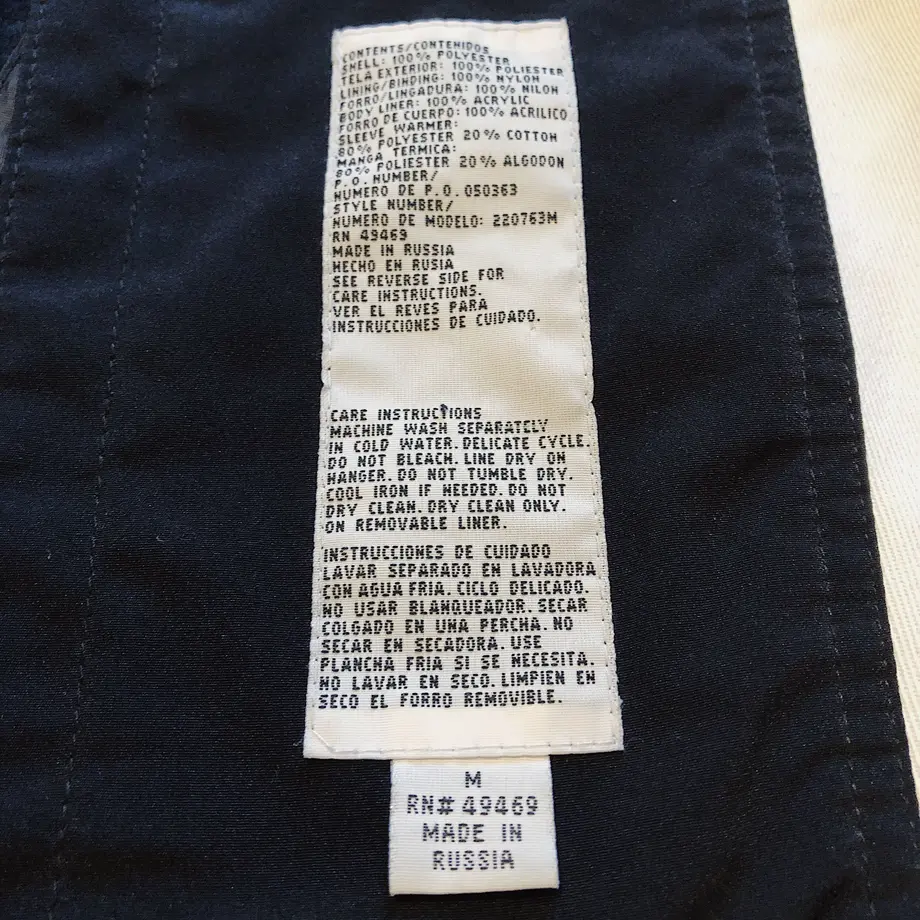 CONTENTS/CONTENIDOS
SHELL: 100% POLYESTER
TELA EXTERIOR: 100% POLIESTER
LINING/BINDING: 100% NYLON
FORRO/LINGADURA: 100% NILON
BODY LINER: 100% ACRYLIC
FORRO DE CUERPO: 100% ACRILICO
SLEEVE WARMER:
80% POLYESTER 20% COTTON
MANGA TERMICA:
80% POLIESTER 20% ALGODON
P.O. NUMBER/
NUMERO DE P.O. 050363
STYLE NUMBER/
NUMERO DE MODELO: 220763M
RN 49469
MADE IN RUSSIA
HECHO EN RUSIA
SEE REVERSE SIDE FOR
CARE INSTRUCTIONS.
VER EL REVES PARA
INSTRUCCIONES DE CUIDADO.
CARE INSTRUCTIONS
MACHINE WASH SEPARATELY
IN COLD WATER. DELICATE CYCLE.
DO NOT BLEACH. LINE DRY ON
HANGER. DO NOT TUMBLE DRY.
COOL IRON IF NEEDED. DO NOT
DRY CLEAN. DRY CLEAN ONLY.
ON REMOVABLE LINER.
INSTRUCCIONES DE CUIDADO
LAVAR SEPARADO EN LAVADORA
CON AGUA FRIA. CICLO DELICADO.
NO USAR BLANQUEADOR. SECAR
COLGADO EN UNA PERCHA. NO
SECAR EN SECADORA. USE
PLANCHA FRIA SI SE NECESITA.
NO LAVAR EN SECO. LIMPIEN EN
SECO EL FORRO REMOVIBLE.
M
RN# 49469
MADE IN
RUSSIA